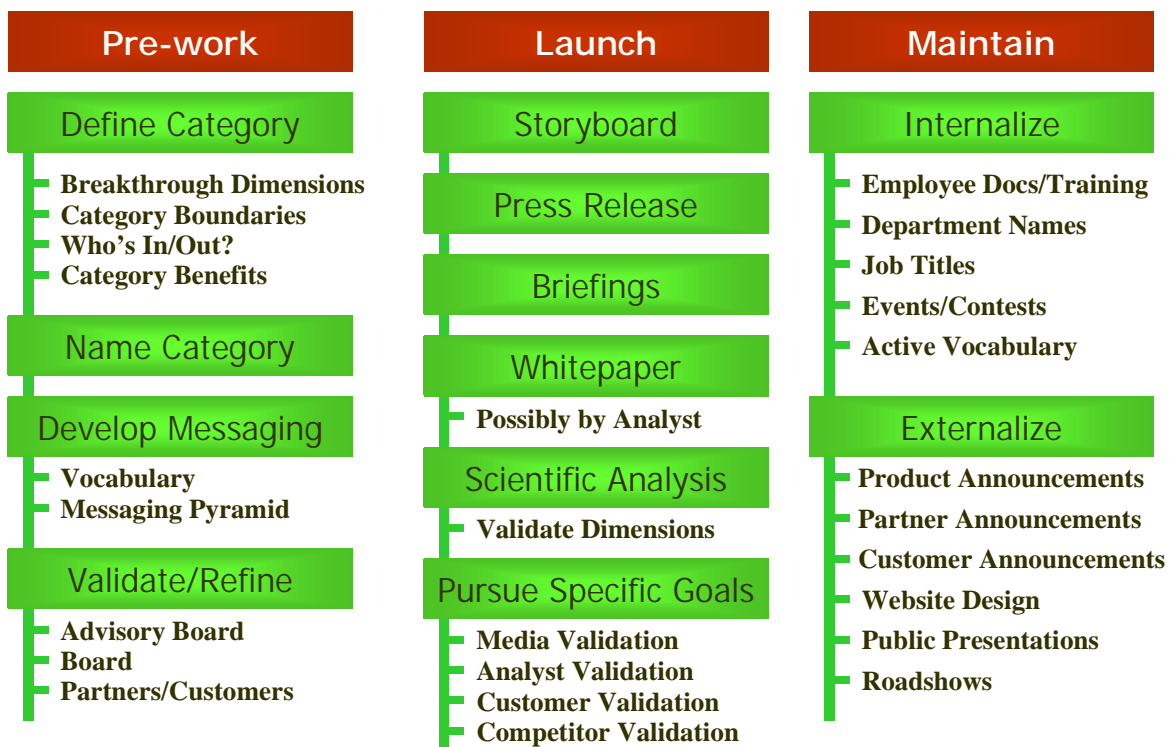 Pre-work
Define Category
Breakthrough Dimensions
Category Boundaries
Who's In/Out?
Category Benefits
Name Category
Develop Messaging
Vocabulary
Messaging Pyramid
Validate/Refine
Advisory Board
Board
Partners/Customers
Launch
Storyboard
Press Release
Briefings
Whitepaper
Possibly by Analyst
Scientific Analysis
Validate Dimensions
Pursue Specific Goals
Media Validation
Analyst Validation
Customer Validation
Competitor Validation
Maintain
Internalize
Employee Docs/Training
Department Names
Job Titles
Events/Contests
Active Vocabulary
Externalize
Product Announcements
Partner Announcements
Customer Announcements
Website Design
Public Presentations
Roadshows